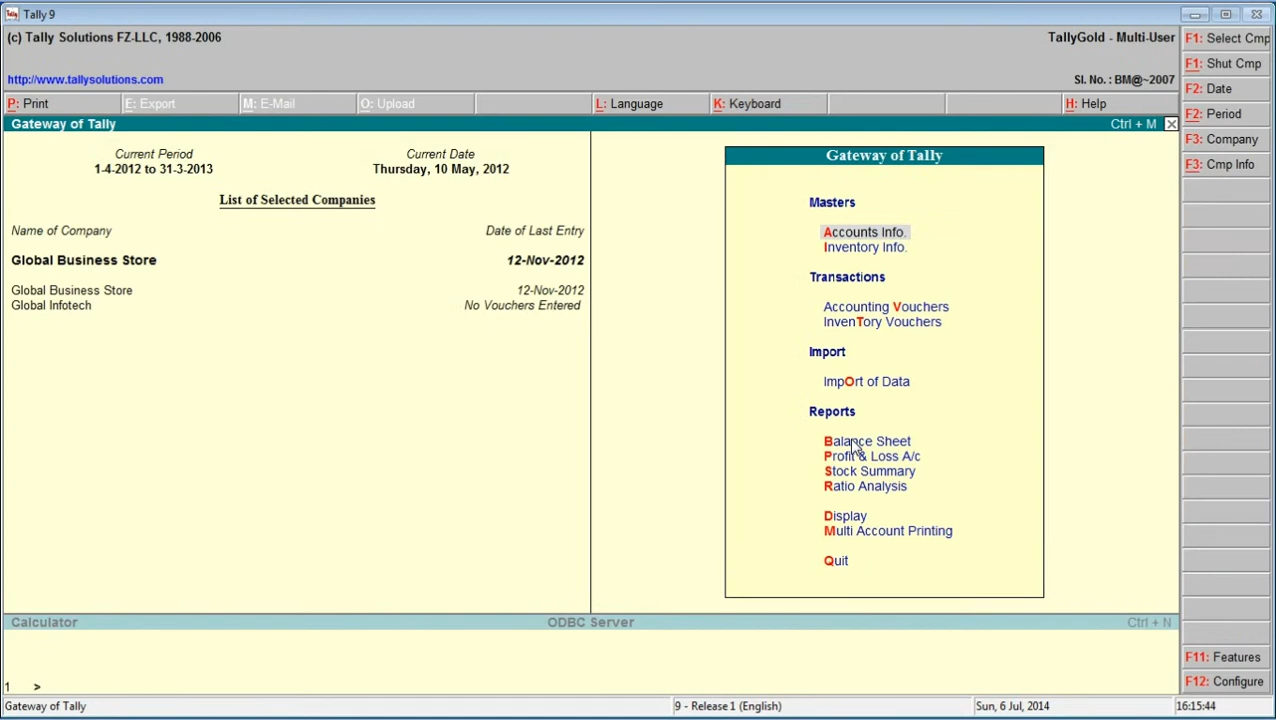 Tally 9
(c) Tally Solutions FZ-LLC, 1988-2006
TallyGold - Multi-User
http://www.tallysolutions.com
Sl. No. : BM@~2007
P: Print E: Export M: E-Mail O: Upload L: Language K: Keyboard H: Help
Gateway of Tally Ctrl + M
Current Period Current Date
1-4-2012 to 31-3-2013 Thursday, 10 May, 2012
List of Selected Companies
Name of Company Date of Last Entry
Global Business Store 12-Nov-2012
Global Business Store 12-Nov-2012
Global Infotech No Vouchers Entered
Gateway of Tally
Masters
Accounts Info.
Inventory Info.
Transactions
Accounting Vouchers
InvenTory Vouchers
Import
ImpOrt of Data
Reports
Balance Sheet
Profit & Loss A/c
Stock Summary
Ratio Analysis
Display
Multi Account Printing
Quit
F1: Select Cmp
F1: Shut Cmp
F2: Date
F2: Period
F3: Company
F3: Cmp Info
F11: Features
F12: Configure
Calculator ODBC Server Ctrl + N
1 >
Gateway of Tally 9 - Release 1 (English) Sun, 6 Jul, 2014 16:15:44